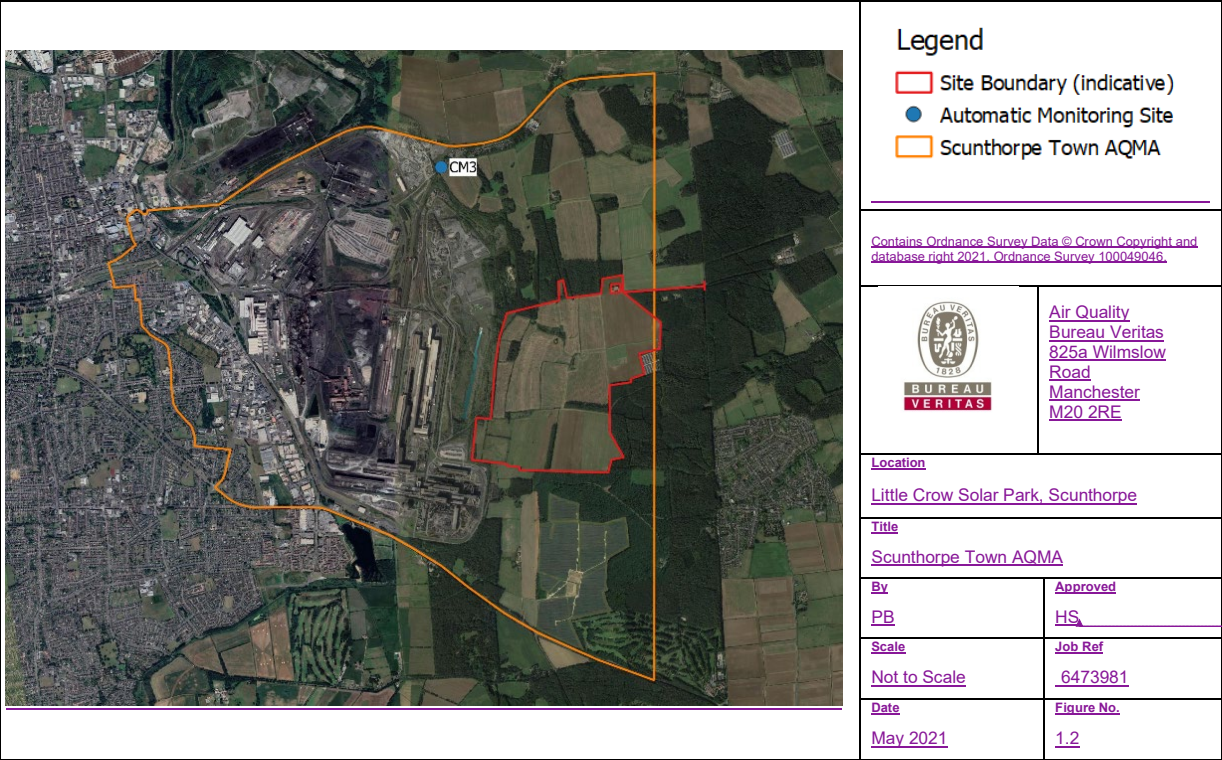 CM3
Legend
Site Boundary (indicative)
Automatic Monitoring Site
Scunthorpe Town AQMA
Contains Ordnance Survey Data © Crown Copyright and
database right 2021. Ordnance Survey 100049046.
BUREAU VERITAS
1828
BUREAU
VERITAS
Air Quality
Bureau Veritas
825a Wilmslow
Road
Manchester
M20 2RE
Location
Little Crow Solar Park, Scunthorpe
Title
Scunthorpe Town AQMA
By
PB
Approved
HS
Scale
Not to Scale
Job Ref
6473981
Date
May 2021
Figure No.
1.2